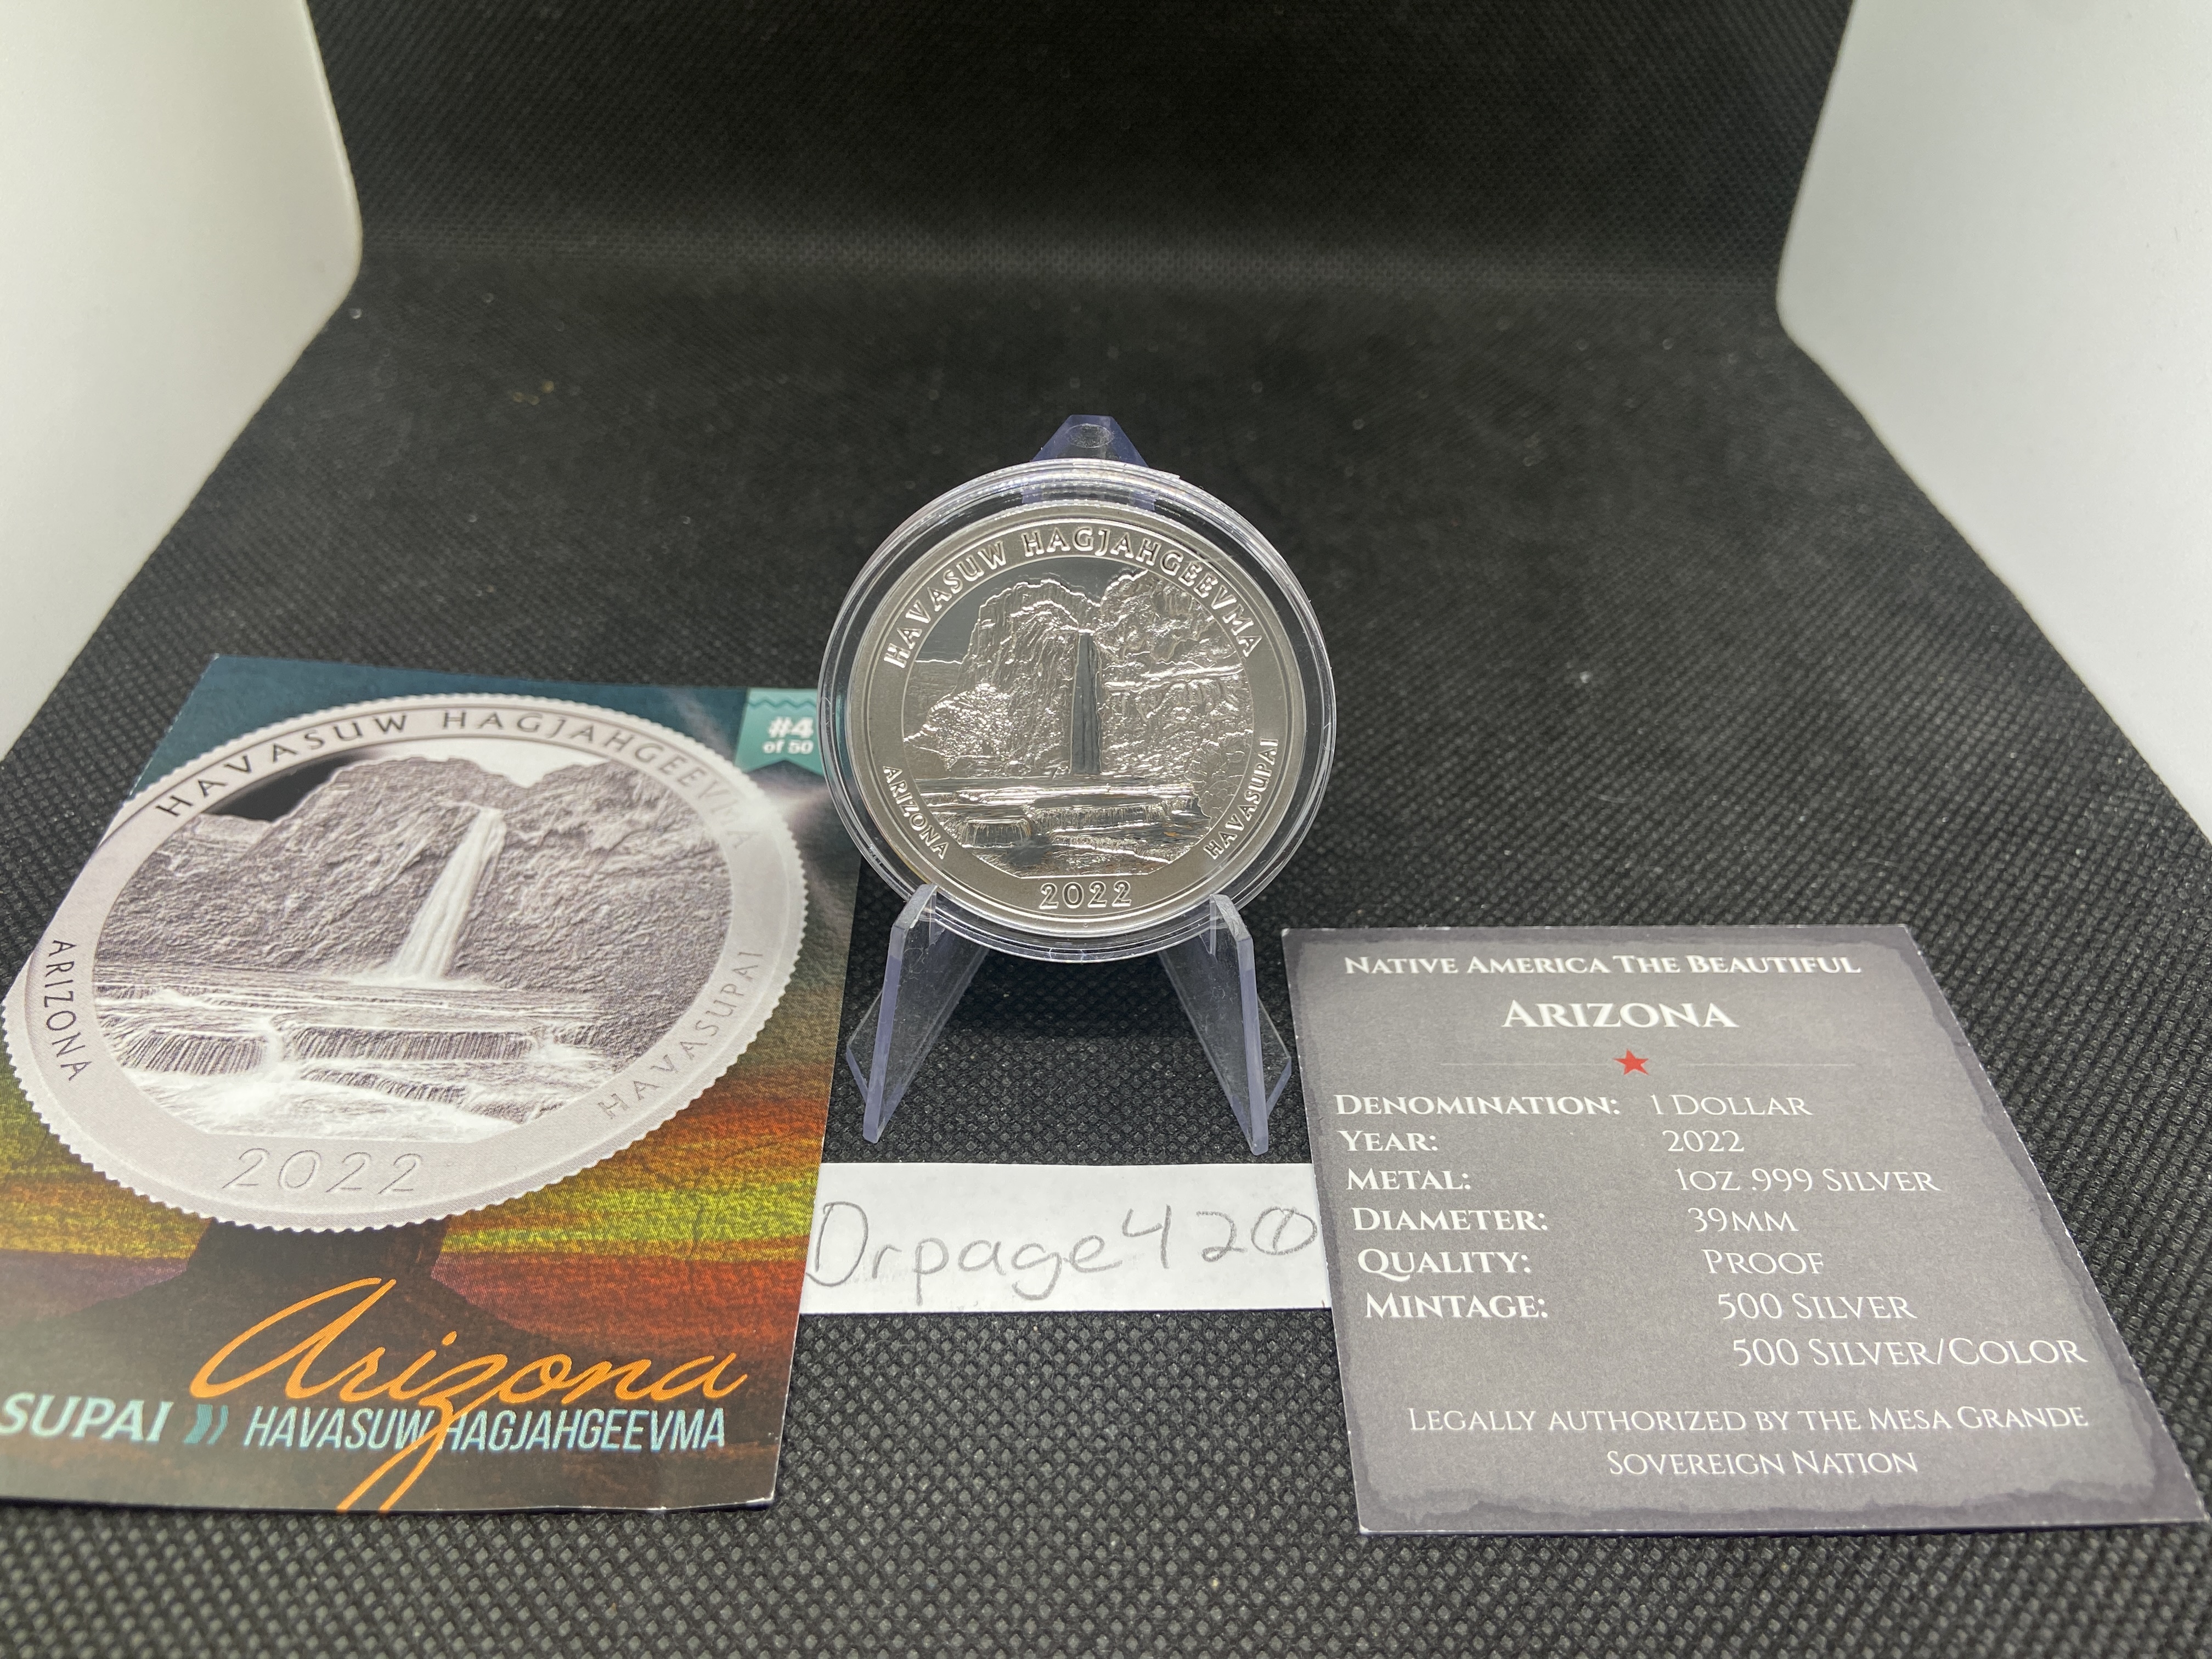 HAVASUW HAGJAHGEEVMA
ARIZONA
HAVASUPAI
2022
#4
of 50
HAVASUW HAGJAHGEEVMA
ARIZONA
HAVASUPAI
2022
Arizona
SUPAI HAVASUW HAGJAHGEEVMA
Drpage420
NATIVE AMERICA THE BEAUTIFUL
ARIZONA
DENOMINATION: 1 DOLLAR
YEAR: 2022
METAL: 1OZ .999 SILVER
DIAMETER: 39MM
QUALITY: PROOF
MINTAGE: 500 SILVER
500 SILVER/COLOR
LEGALLY AUTHORIZED BY THE MESA GRANDE
SOVEREIGN NATION